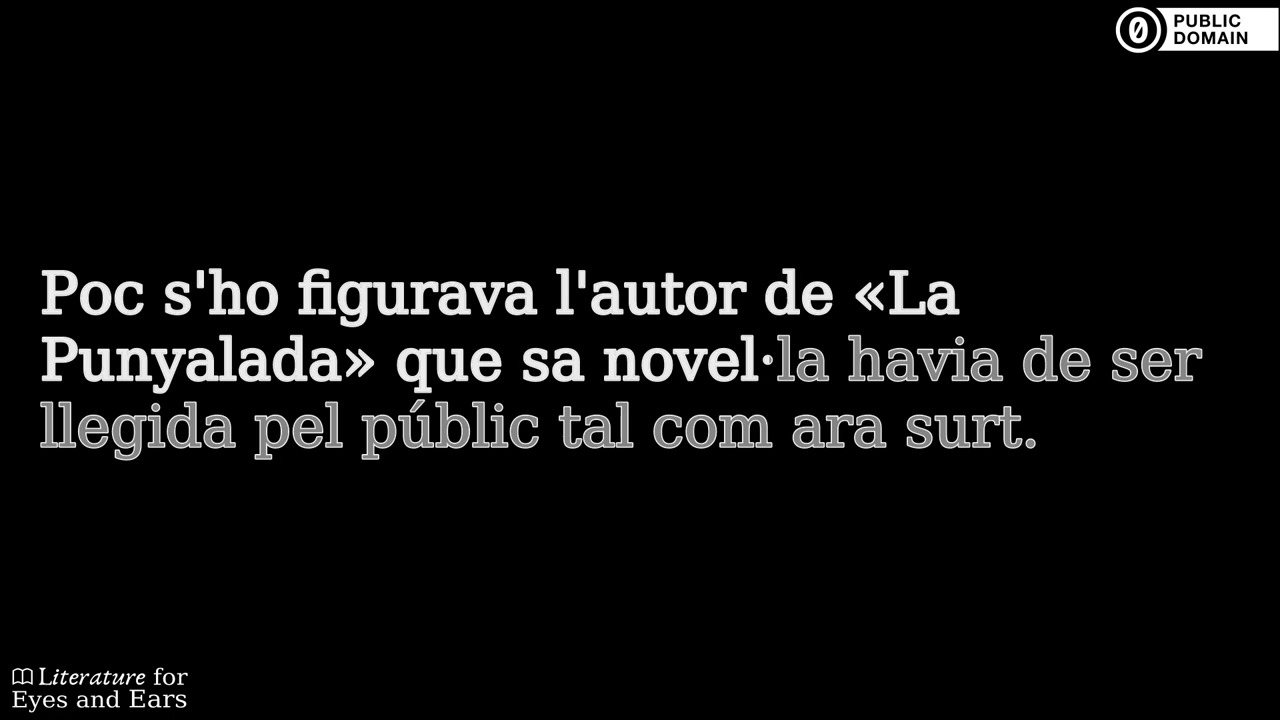 PUBLIC
DOMAIN
Poc s'ho figurava l'autor de «La
Punyalada» que sa novel·la havia de ser
llegida pel públic tal com ara surt.
Literature for
Eyes and Ears